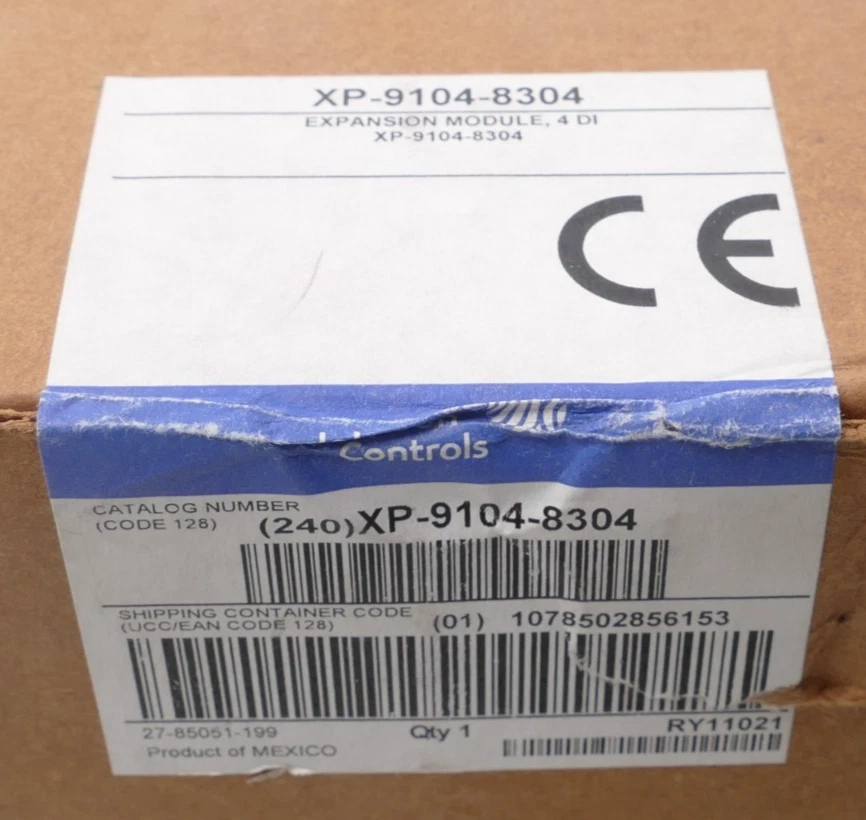 XP-9104-8304
EXPANSION MODULE, 4 DI
XP-9104-8304
CE
Controls
CATALOG NUMBER
(CODE 128)
(240)XP-9104-8304
SHIPPING CONTAINER CODE
(UCC/EAN CODE 128)
(01) 1078502856153
27-85051-199
Qty 1
RY11021
Product of MEXICO